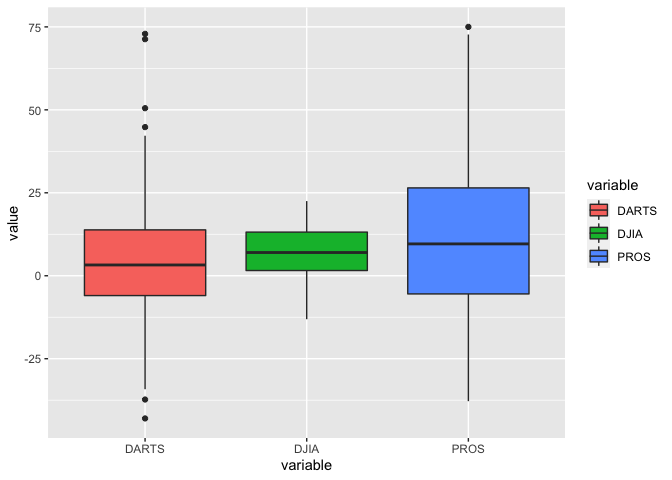 75
50
25
0
-25
value
DARTS DJIA PROS
variable
variable
DARTS
DJIA
PROS